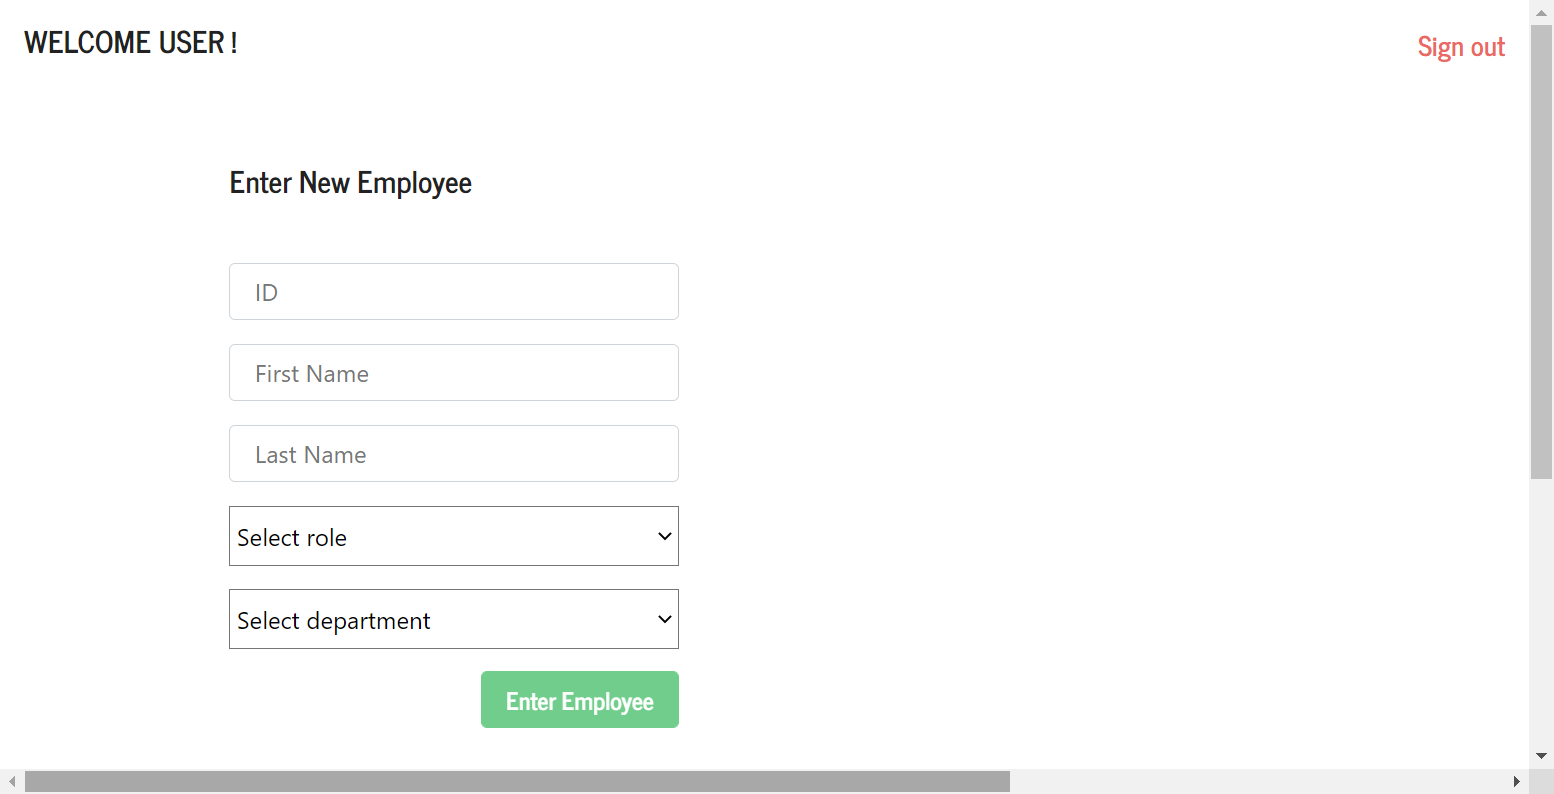 WELCOME USER !
Sign out
Enter New Employee
ID
First Name
Last Name
Select role
Select department
Enter Employee